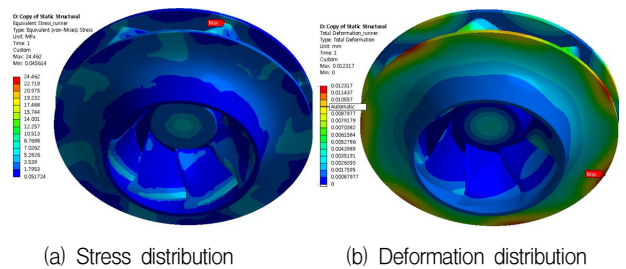 D: Copy of Static Structural
Equivalent Stress_runner
Type: Equivalent (von-Mises) Stress
Unit: MPa
Time: 1
Custom
Max: 24.462
Min: 0.045614
24.462
22.719
20.975
19.232
17.488
15.744
14.001
12.257
10.513
8.7698
7.0262
5.2826
3.539
1.7953
0.051724
Max
D: Copy of Static Structural
Total Deformation_runner
Type: Total Deformation
Unit: mm
Time: 1
Custom
Max: 0.012317
Min: 0
0.012317
0.011437
0.010557
Automatic
0.0087977
0.0079179
0.0070382
0.0061584
0.0052786
0.0043988
0.0035191
0.0026393
0.0017595
0.00087977
0
Max
(a) Stress distribution
(b) Deformation distribution